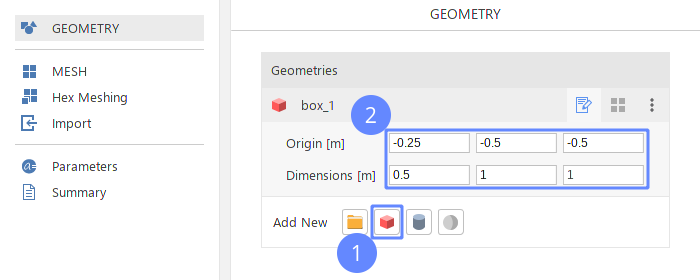 GEOMETRY
MESH
Hex Meshing
Import
Parameters
Summary
GEOMETRY
Geometries
box_1
2
Origin [m] -0.25 -0.5 -0.5
Dimensions [m] 0.5 1 1
Add New
1